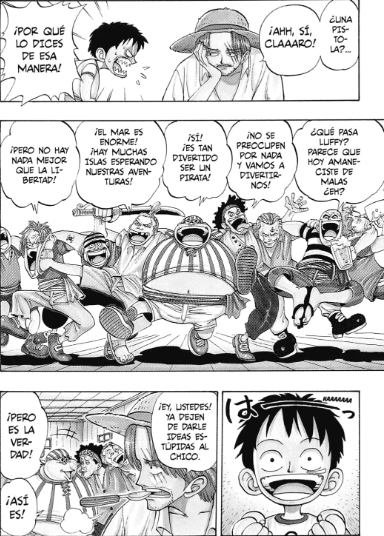 ¿UNA
PIS-
TO-
LA?...
¡AHH, SÍ,
CLAAARO!
¡POR QUÉ
LO DICES
DE ESA
MANERA!
¿QUÉ PASA
LUFFY?
PARECE QUE
HOY AMANE-
CISTE DE
MALAS
¿EH?
¡NO SE
PREOCUPEN
POR NADA
Y VAMOS A
DIVERTIR-
NOS!
¡SÍ!
¡ES TAN
DIVERTIDO
SER UN
PIRATA!
¡EL MAR ES
ENORME!
¡HAY MUCHAS
ISLAS ESPERANDO
NUESTRAS AVEN-
TURAS!
¡PERO NO HAY
NADA MEJOR
QUE LA LI-
BERTAD!
は
っ
HAAAAAAA
¡EY, USTEDES!
YA DEJEN
DE DARLE
IDEAS ES-
TÚPIDAS AL
CHICO.
¡PERO
ES LA
VER-
DAD!
¡ASÍ
ES!